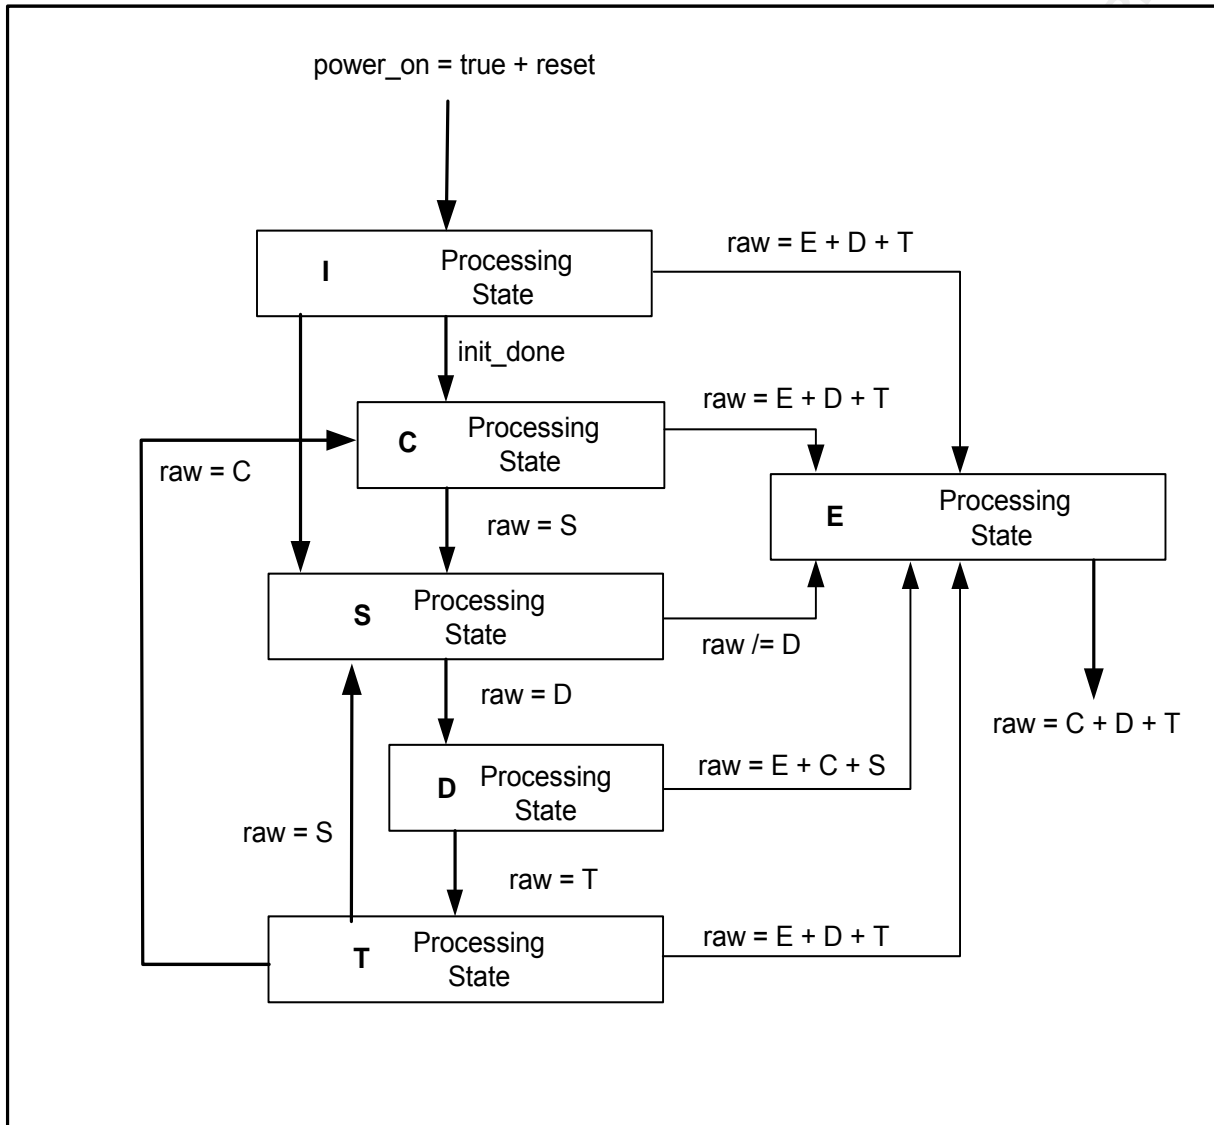 power_on = true + reset
I
Processing
State
raw = E + D + T
init_done
C
Processing
State
raw = E + D + T
raw = C
E
Processing
State
raw = S
S
Processing
State
raw /= D
raw = D
raw = C + D + T
D
Processing
State
raw = E + C + S
raw = S
raw = T
T
Processing
State
raw = E + D + T